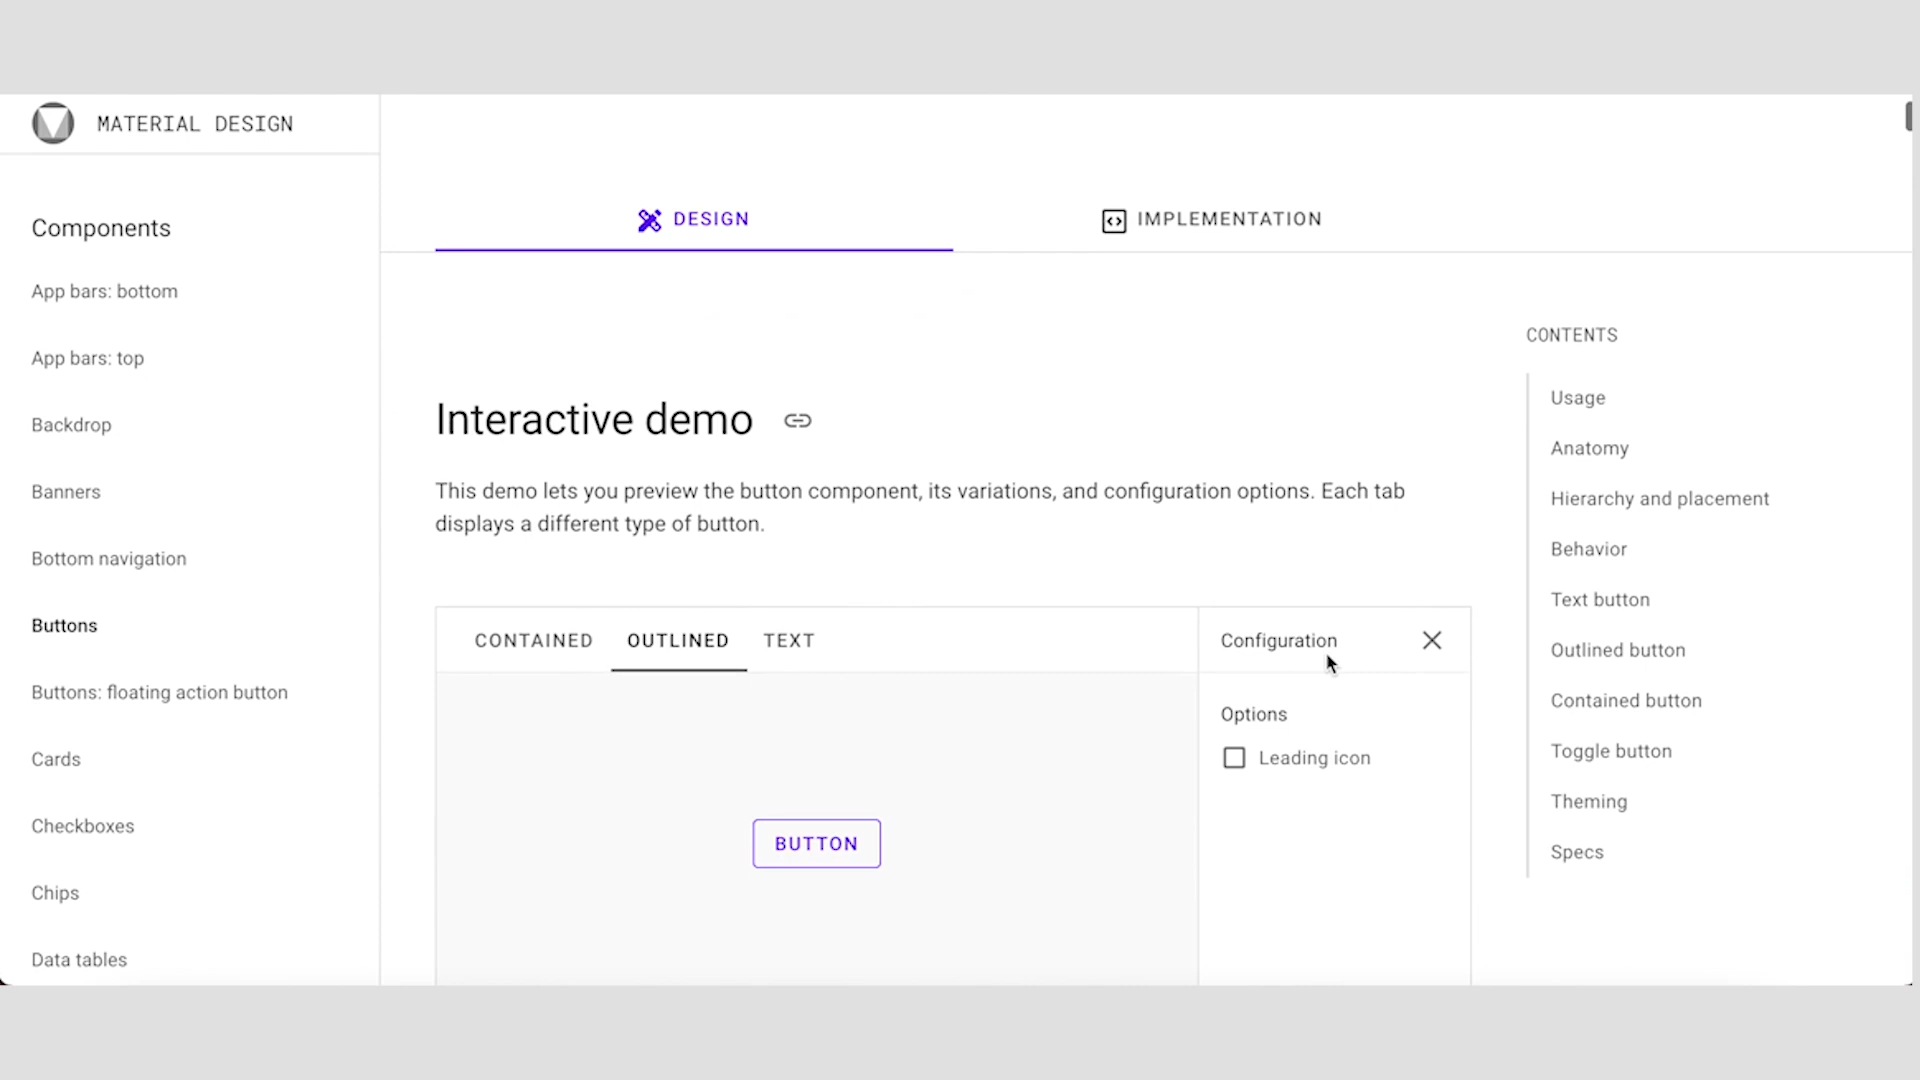 MATERIAL DESIGN
Components
App bars: bottom
App bars: top
Backdrop
Banners
Bottom navigation
Buttons
Buttons: floating action button
Cards
Checkboxes
Chips
Data tables
DESIGN
IMPLEMENTATION
Interactive demo
This demo lets you preview the button component, its variations, and configuration options. Each tab
displays a different type of button.
CONTAINED
OUTLINED
TEXT
BUTTON
Configuration
Options
Leading icon
CONTENTS
Usage
Anatomy
Hierarchy and placement
Behavior
Text button
Outlined button
Contained button
Toggle button
Theming
Specs